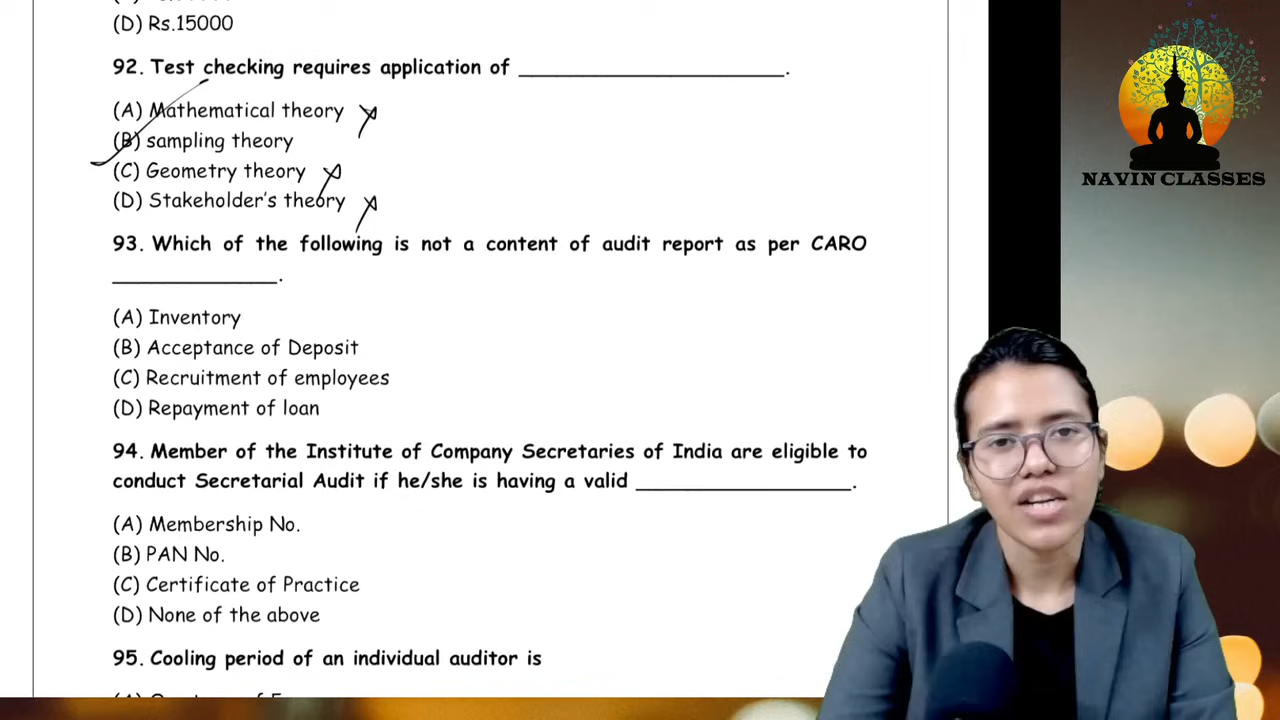 (D) Rs.15000
92. Test checking requires application of ______________________.
(A) Mathematical theory
(B) sampling theory
(C) Geometry theory
(D) Stakeholder's theory
93. Which of the following is not a content of audit report as per CARO
______________.
(A) Inventory
(B) Acceptance of Deposit
(C) Recruitment of employees
(D) Repayment of loan
94. Member of the Institute of Company Secretaries of India are eligible to
conduct Secretarial Audit if he/she is having a valid __________________.
(A) Membership No.
(B) PAN No.
(C) Certificate of Practice
(D) None of the above
95. Cooling period of an individual auditor is
NAVIN CLASSES